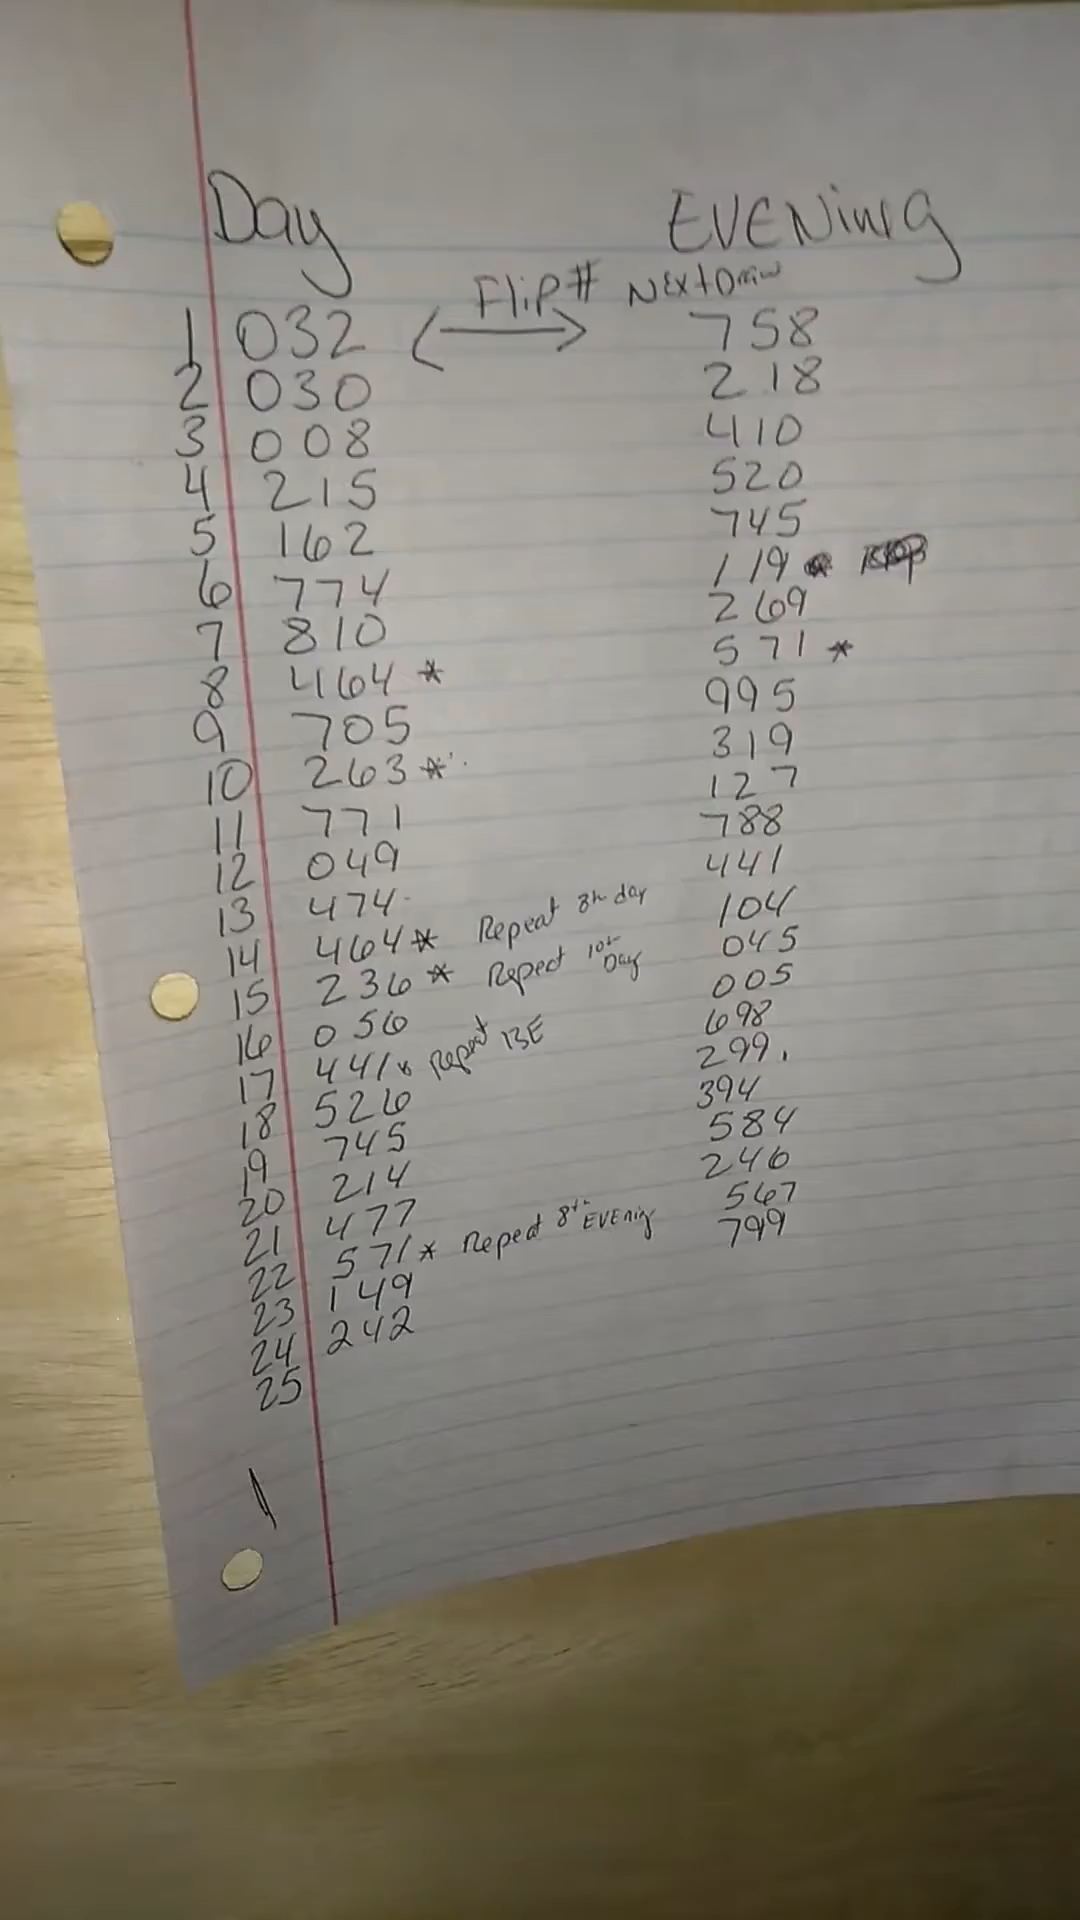 Day EVENing
Flip# Next Draw
1 032 758
2 030 218
3 008 410
4 215 520
5 162 745
6 774 119 *
7 810 269
8 464 * 571 *
9 705 995
10 263 * 319
11 771 127
12 049 788
13 474 441
14 464 * Repeat 8th day 104
15 236 * Repeat 10th Day 045
16 056 005
17 441 * Repeat 13E 698
18 526 299
19 745 394
20 214 584
21 477 246
22 571 * Repeat 8th EVEning 567
23 149 799
24 242
25
1